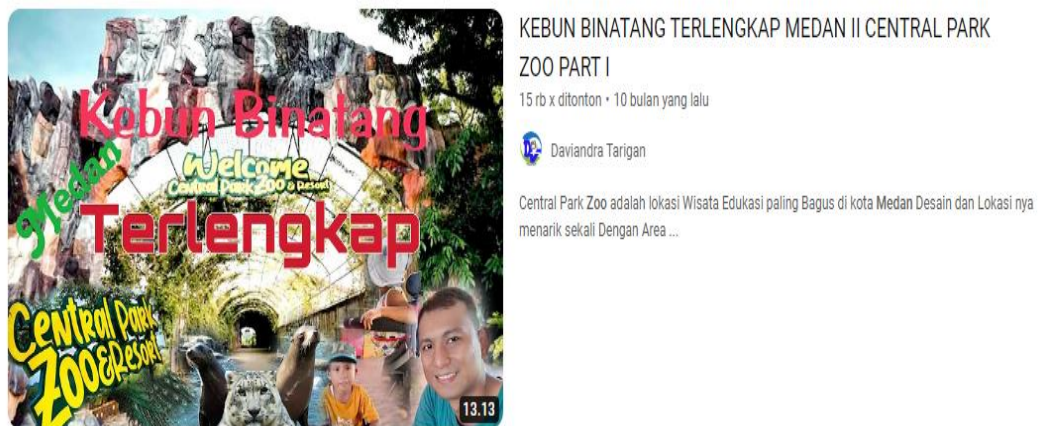 Kebun Binatang
Medan
Welcome
Central Park Zoo & Resort
Terlengkap
Central Park
Zoo & Resort
13.13
KEBUN BINATANG TERLENGKAP MEDAN II CENTRAL PARK
ZOO PART I
15 rb x ditonton • 10 bulan yang lalu
Daviandra Tarigan
Central Park Zoo adalah lokasi Wisata Edukasi paling Bagus di kota Medan Desain dan Lokasi nya
menarik sekali Dengan Area ...